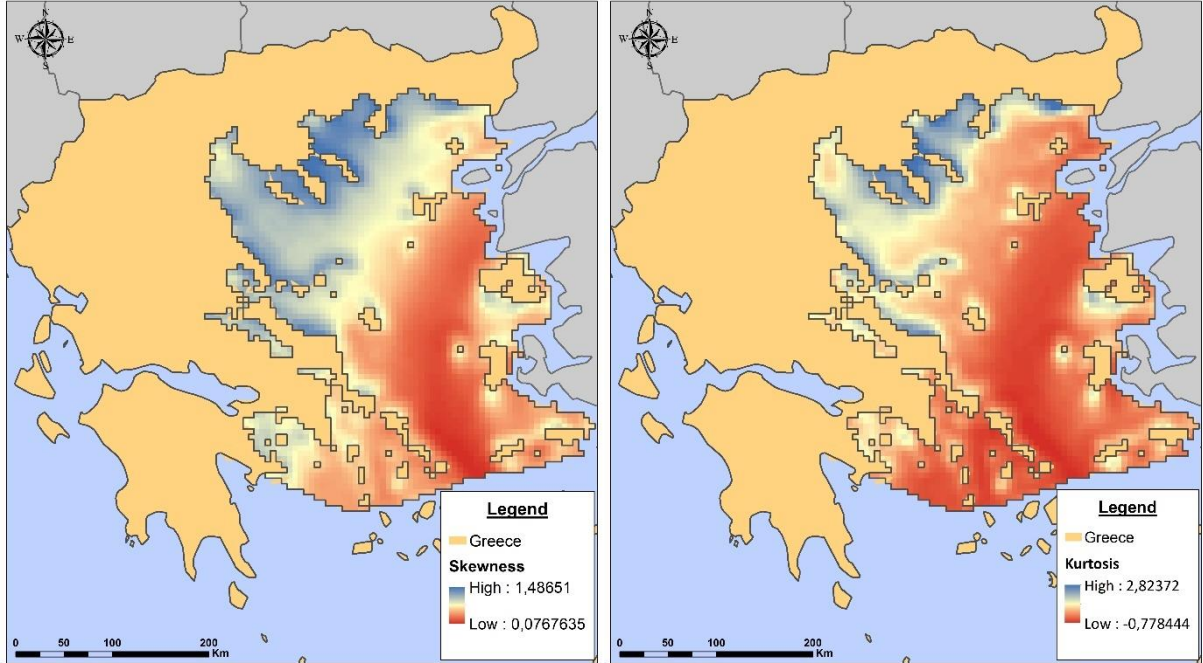 N
W E
S
Legend
Greece
Skewness
High : 1,48651
Low : 0,0767635
0 50 100 200
Km
N
W E
S
Legend
Greece
Kurtosis
High : 2,82372
Low : -0,778444
0 50 100 200
Km